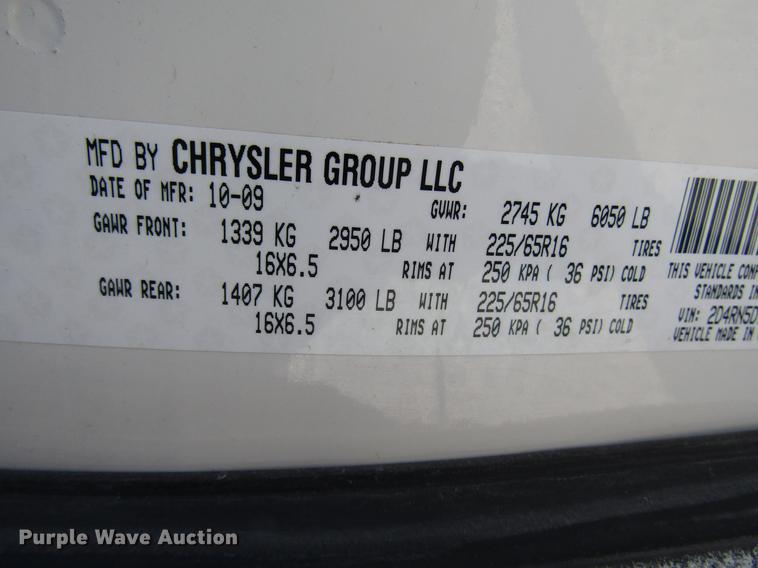 MFD BY CHRYSLER GROUP LLC
DATE OF MFR: 10-09 GVWR: 2745 KG 6050 LB
GAWR FRONT: 1339 KG 2950 LB WITH 225/65R16 TIRES
16X6.5 RIMS AT 250 KPA ( 36 PSI) COLD
GAWR REAR: 1407 KG 3100 LB WITH 225/65R16 TIRES
16X6.5 RIMS AT 250 KPA ( 36 PSI) COLD
THIS VEHICLE CONF
STANDARDS IN
VIN: 2D4RN5D
VEHICLE MADE IN
Purple Wave Auction